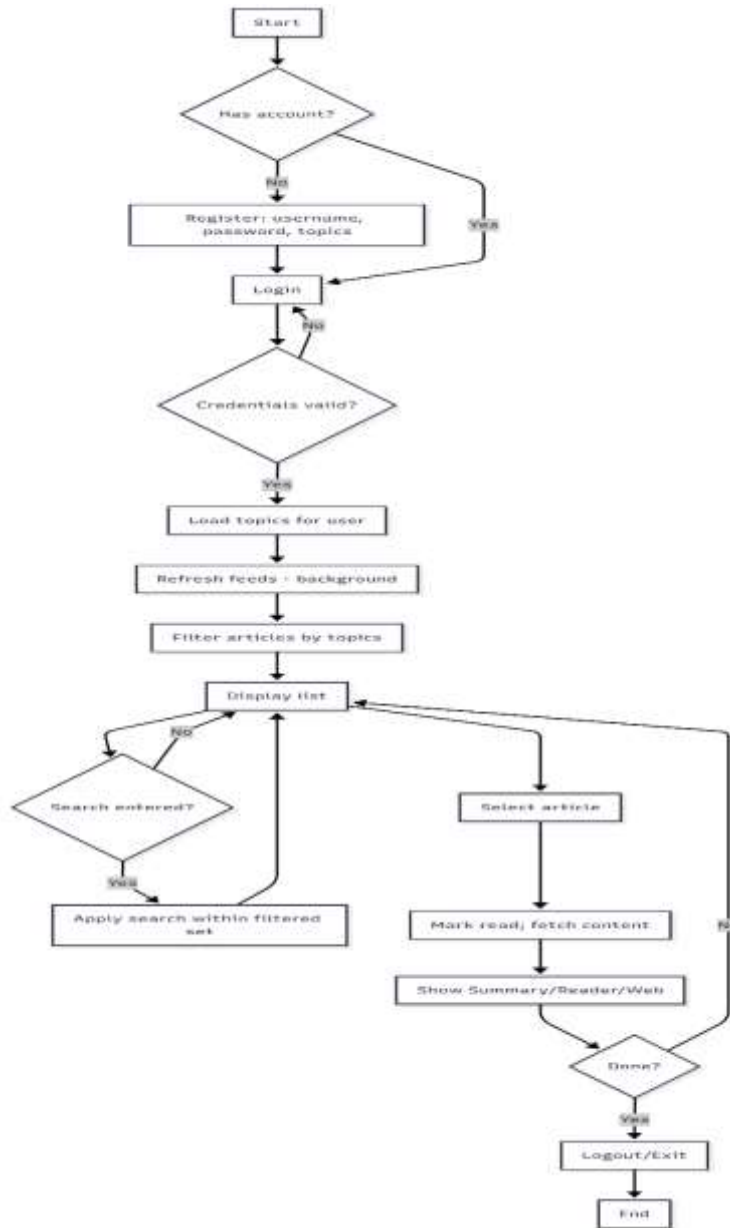 Start
Has account?
No
Yes
Register: username,
password, topics
Login
No
Credentials valid?
Yes
Load topics for user
Refresh feeds - background
Filter articles by topics
Display list
No
Search entered?
Select article
Yes
Apply search within filtered
set
Mark read; fetch content
N
Show Summary/Reader/Web
Done?
Yes
Logout/Exit
End